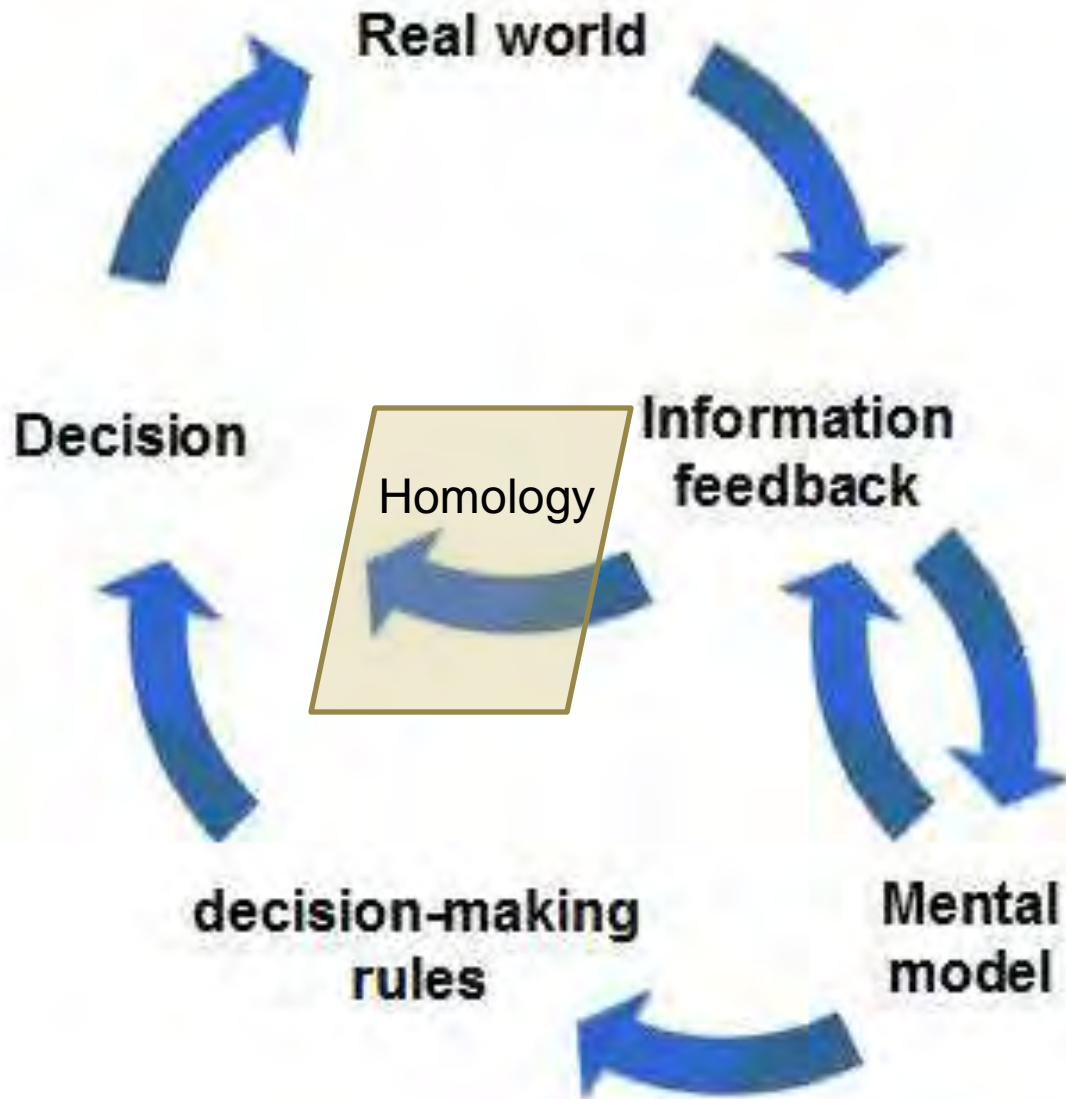 Real world
Decision
Homology
Information
feedback
decision-making
rules
Mental
model